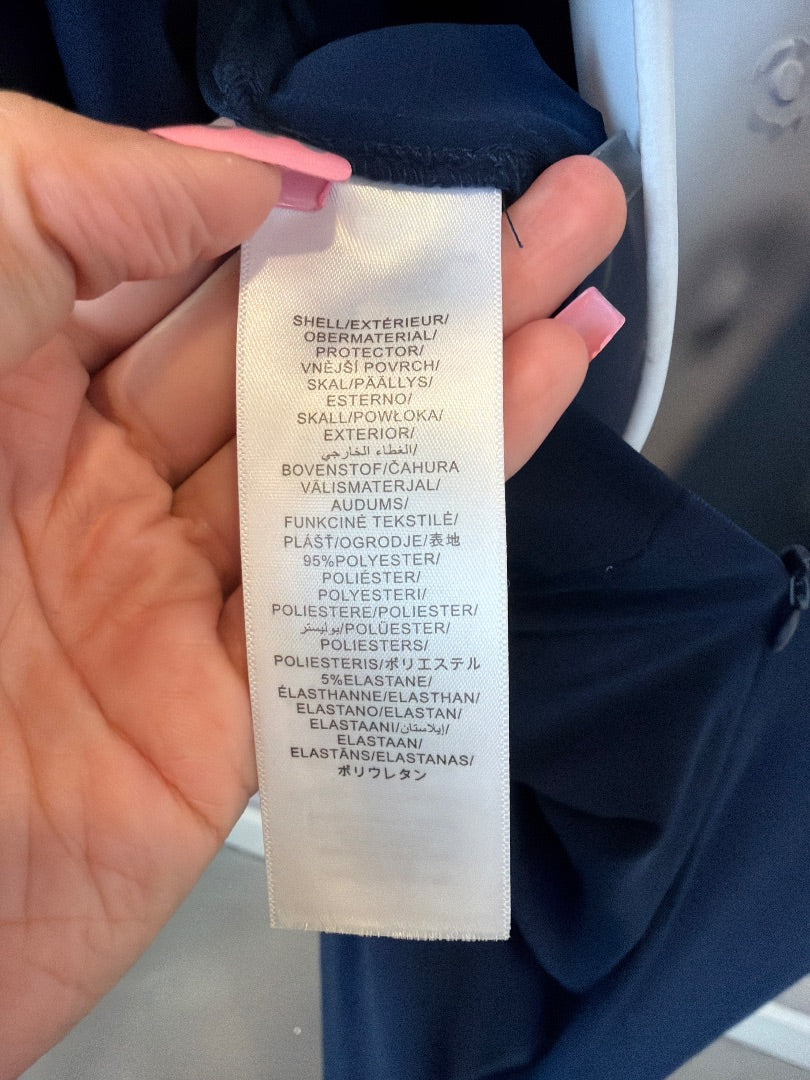 SHELL/EXTÉRIEUR/
OBERMATERIAL/
PROTECTOR/
VNĚJŠÍ POVRCH/
SKAL/PÄÄLLYS/
ESTERNO/
SKALL/POWŁOKA/
EXTERIOR/
الغطاء الخارجي/
BOVENSTOF/ČAHURA
VÄLISMATERJAL/
AUDUMS/
FUNKCINĖ TEKSTILĖ/
PLÁŠŤ/OGRODJE/表地
95%POLYESTER/
POLIÉSTER/
POLYESTERI/
POLIESTERE/POLIESTER/
بوليستر/POLÜESTER/
POLIESTERS/
POLIESTERIS/ポリエステル
5%ELASTANE/
ÉLASTHANNE/ELASTHAN/
ELASTANO/ELASTAN/
ELASTAANI/إيلاستان/
ELASTAAN/
ELASTĀNS/ELASTANAS/
ポリウレタン